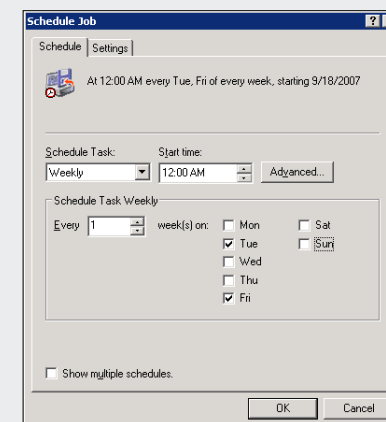 Schedule Job
?
Schedule Settings
At 12:00 AM every Tue, Fri of every week, starting 9/18/2007
Schedule Task: Start time:
Weekly 12:00 AM Advanced...
Schedule Task Weekly
Every 1 week(s) on: Mon Sat
Tue Sun
Wed
Thu
Fri
Show multiple schedules.
OK Cancel